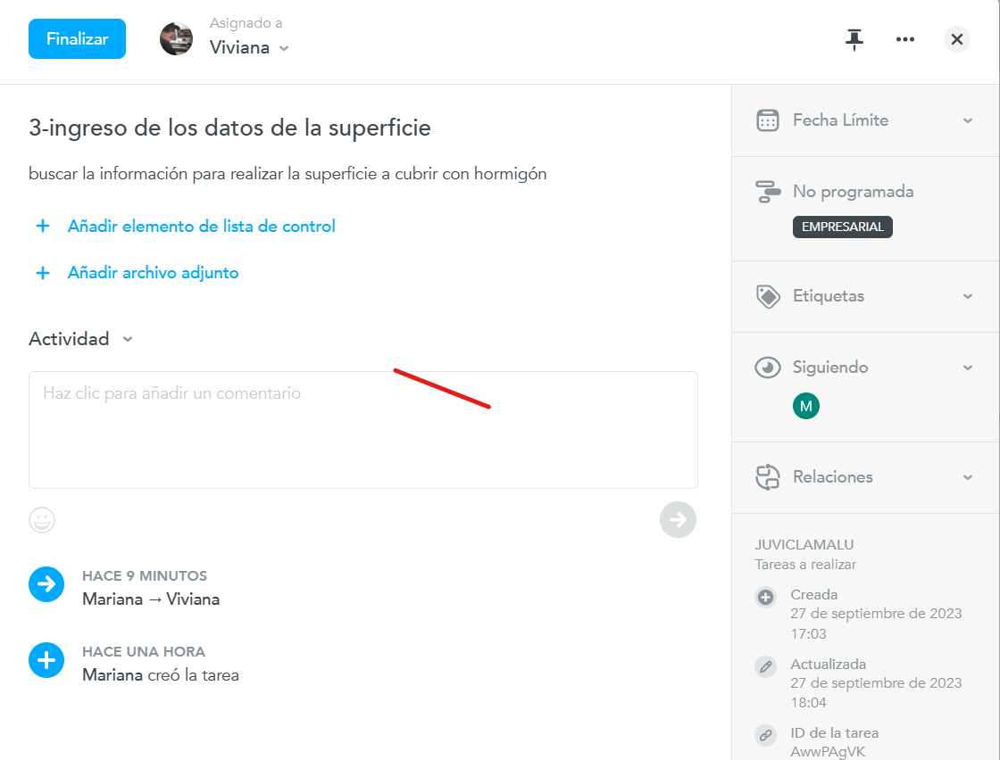 Finalizar
Asignado a
Viviana
3-ingreso de los datos de la superficie
buscar la información para realizar la superficie a cubrir con hormigón
+ Añadir elemento de lista de control
+ Añadir archivo adjunto
Actividad
Haz clic para añadir un comentario
HACE 9 MINUTOS
Mariana → Viviana
HACE UNA HORA
Mariana creó la tarea
Fecha Límite
No programada
EMPRESARIAL
Etiquetas
Siguiendo
M
Relaciones
JUVICLAMALU
Tareas a realizar
Creada
27 de septiembre de 2023
17:03
Actualizada
27 de septiembre de 2023
18:04
ID de la tarea
AwwPAgVK